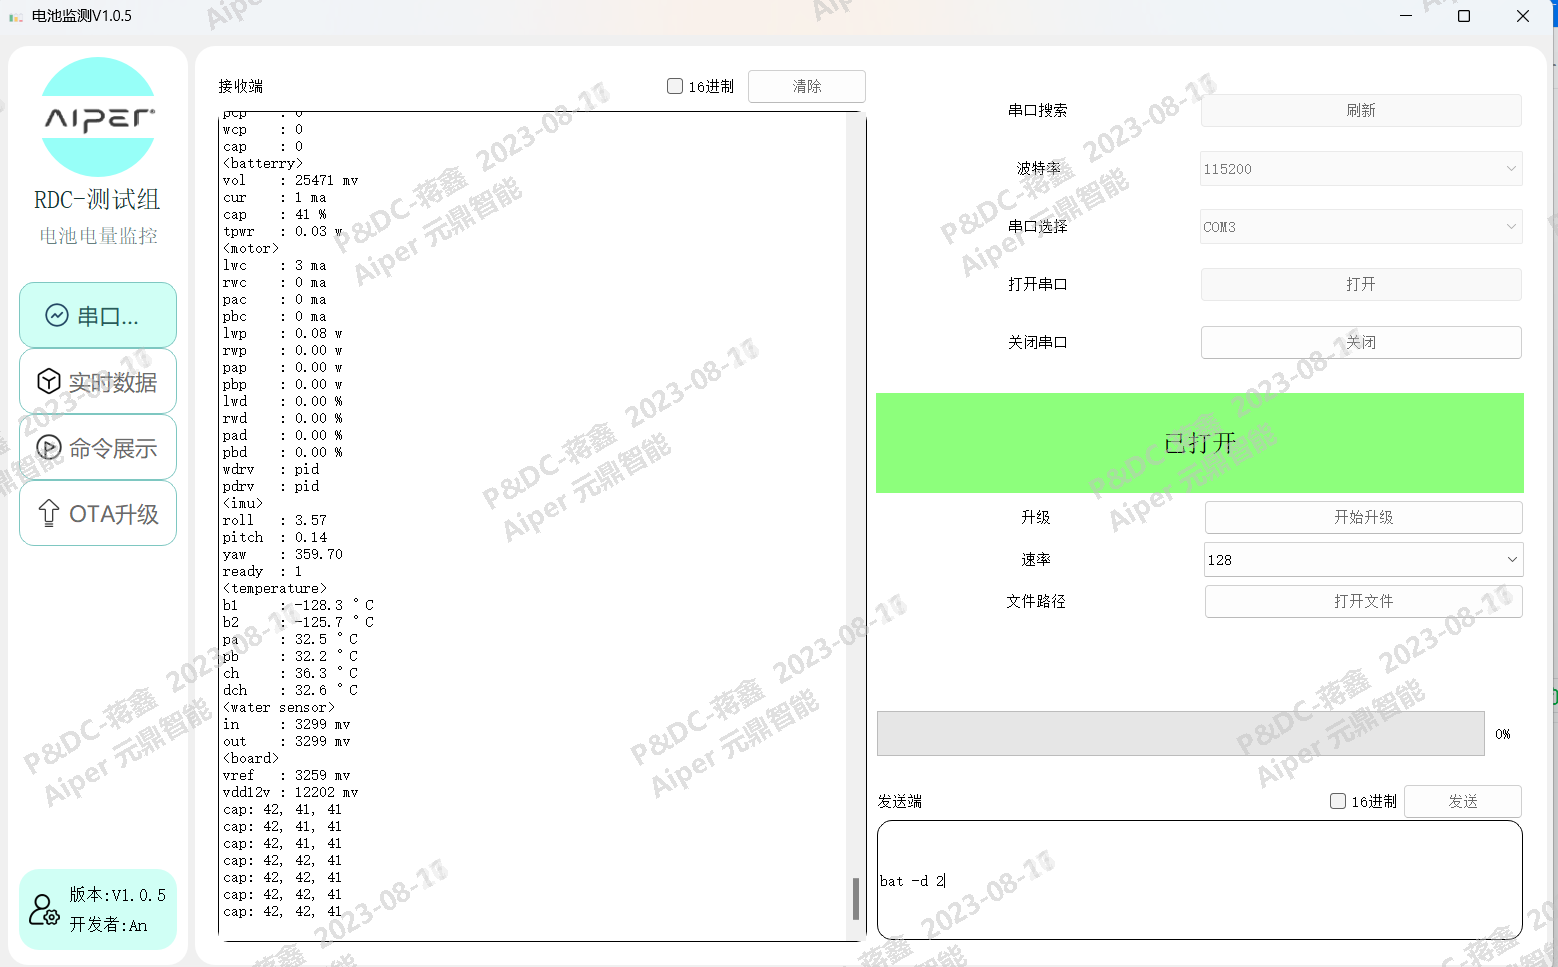 电池监测V1.0.5
AIPER
RDC-测试组
电池电量监控
串口...
实时数据
命令展示
OTA升级
版本:V1.0.5
开发者:An
接收端
16进制
清除
pcp : 0
wcp : 0
cap : 0
<batterry>
vol : 25471 mv
cur : 1 ma
cap : 41 %
tpwr : 0.03 w
<motor>
lwc : 3 ma
rwc : 0 ma
pac : 0 ma
pbc : 0 ma
lwp : 0.08 w
rwp : 0.00 w
pap : 0.00 w
pbp : 0.00 w
lwd : 0.00 %
rwd : 0.00 %
pad : 0.00 %
pbd : 0.00 %
wdrv : pid
pdrv : pid
<imu>
roll : 3.57
pitch : 0.14
yaw : 359.70
ready : 1
<temperature>
b1 : -128.3 °C
b2 : -125.7 °C
pa : 32.5 °C
pb : 32.2 °C
ch : 36.3 °C
dch : 32.6 °C
<water sensor>
in : 3299 mv
out : 3299 mv
<board>
vref : 3259 mv
vdd12v : 12202 mv
cap: 42, 41, 41
cap: 42, 41, 41
cap: 42, 41, 41
cap: 42, 42, 41
cap: 42, 42, 41
cap: 42, 42, 41
cap: 42, 42, 41
串口搜索
刷新
波特率
115200
串口选择
COM3
打开串口
打开
关闭串口
关闭
已打开
升级
开始升级
速率
128
文件路径
打开文件
0%
发送端
16进制
发送
bat -d 2
P&DC-蒋鑫
Aiper 元鼎智能